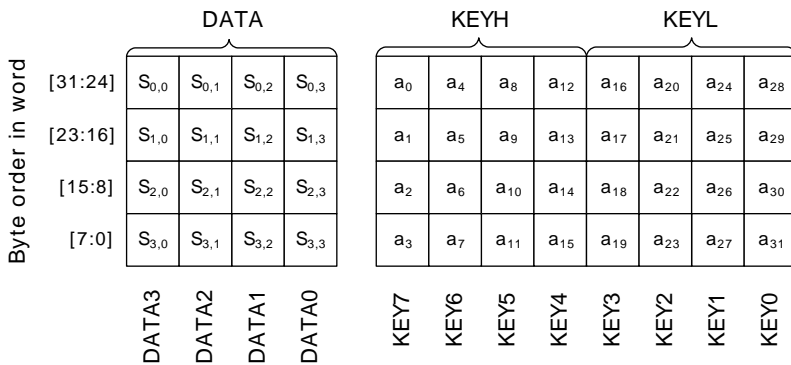 DATA KEYH KEYL
Byte order in word
[31:24] S0,0 S0,1 S0,2 S0,3 a0 a4 a8 a12 a16 a20 a24 a28
[23:16] S1,0 S1,1 S1,2 S1,3 a1 a5 a9 a13 a17 a21 a25 a29
[15:8] S2,0 S2,1 S2,2 S2,3 a2 a6 a10 a14 a18 a22 a26 a30
[7:0] S3,0 S3,1 S3,2 S3,3 a3 a7 a11 a15 a19 a23 a27 a31
DATA3 DATA2 DATA1 DATA0 KEY7 KEY6 KEY5 KEY4 KEY3 KEY2 KEY1 KEY0